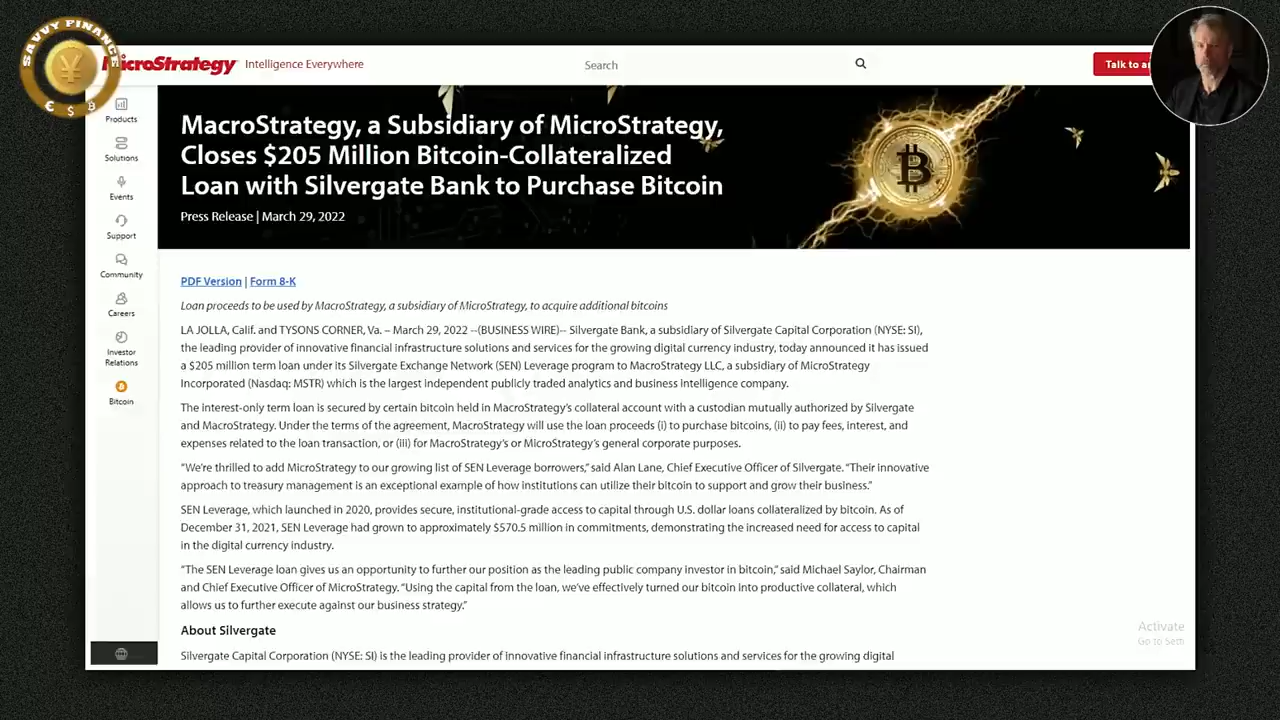 SAVVY FINANCE
¥
€ $ ₿
MicroStrategy Intelligence Everywhere
Search
Talk to
Products
Solutions
Events
Support
Community
Careers
Investor
Relations
Bitcoin
MacroStrategy, a Subsidiary of MicroStrategy,
Closes $205 Million Bitcoin-Collateralized
Loan with Silvergate Bank to Purchase Bitcoin
Press Release | March 29, 2022
PDF Version | Form 8-K
Loan proceeds to be used by MacroStrategy, a subsidiary of MicroStrategy, to acquire additional bitcoins
LA JOLLA, Calif. and TYSONS CORNER, Va. – March 29, 2022 --(BUSINESS WIRE)-- Silvergate Bank, a subsidiary of Silvergate Capital Corporation (NYSE: SI),
the leading provider of innovative financial infrastructure solutions and services for the growing digital currency industry, today announced it has issued
a $205 million term loan under its Silvergate Exchange Network (SEN) Leverage program to MacroStrategy LLC, a subsidiary of MicroStrategy
Incorporated (Nasdaq: MSTR) which is the largest independent publicly traded analytics and business intelligence company.
The interest-only term loan is secured by certain bitcoin held in MacroStrategy’s collateral account with a custodian mutually authorized by Silvergate
and MacroStrategy. Under the terms of the agreement, MacroStrategy will use the loan proceeds (i) to purchase bitcoins, (ii) to pay fees, interest, and
expenses related to the loan transaction, or (iii) for MacroStrategy’s or MicroStrategy’s general corporate purposes.
“We’re thrilled to add MicroStrategy to our growing list of SEN Leverage borrowers,” said Alan Lane, Chief Executive Officer of Silvergate. “Their innovative
approach to treasury management is an exceptional example of how institutions can utilize their bitcoin to support and grow their business.”
SEN Leverage, which launched in 2020, provides secure, institutional-grade access to capital through U.S. dollar loans collateralized by bitcoin. As of
December 31, 2021, SEN Leverage had grown to approximately $570.5 million in commitments, demonstrating the increased need for access to capital
in the digital currency industry.
“The SEN Leverage loan gives us an opportunity to further our position as the leading public company investor in bitcoin,” said Michael Saylor, Chairman
and Chief Executive Officer of MicroStrategy. “Using the capital from the loan, we’ve effectively turned our bitcoin into productive collateral, which
allows us to further execute against our business strategy.”
About Silvergate
Silvergate Capital Corporation (NYSE: SI) is the leading provider of innovative financial infrastructure solutions and services for the growing digital
Activate
Go to Setti